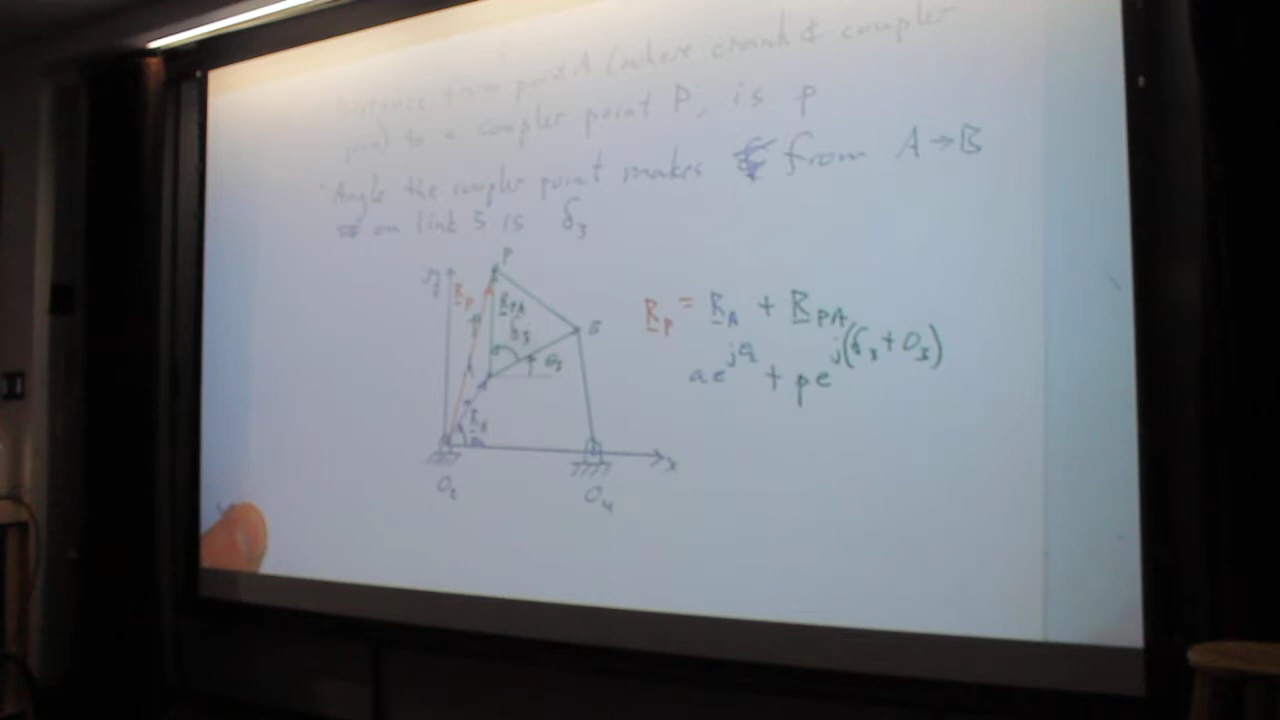 Distance from point A (where crank & coupler
pin) to a coupler point P, is p
Angle the coupler point makes from A→B
on link 3 is δ₃
y
P
R_P
R_PA
δ₃
B
θ₃
R_A
x
O₂
O₄
R_P = R_A + R_PA
ae^jθ₂ + pe^j(δ₃+θ₃)